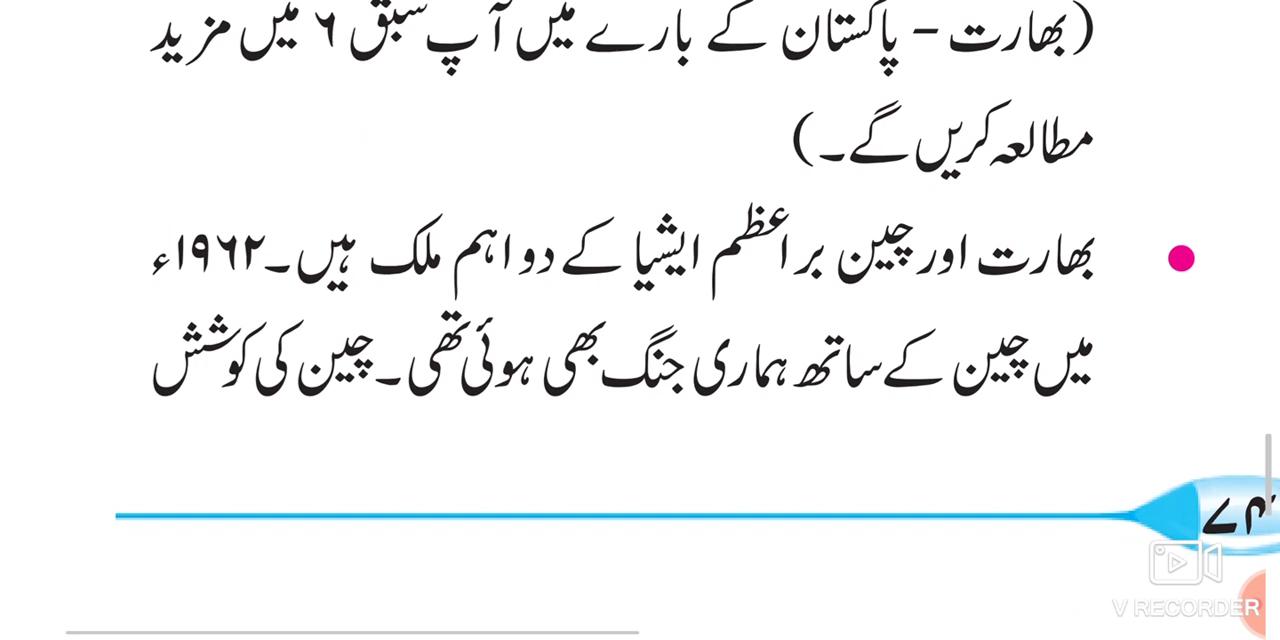 (بھارت - پاکستان کے بارے میں آپ سبق ۶ میں مزید
مطالعہ کریں گے۔)
بھارت اور چین براعظم ایشیا کے دو اہم ملک ہیں۔ ۱۹۶۲ء
میں چین کے ساتھ ہماری جنگ بھی ہوئی تھی۔ چین کی کوشش
۴۷
V RECORDER